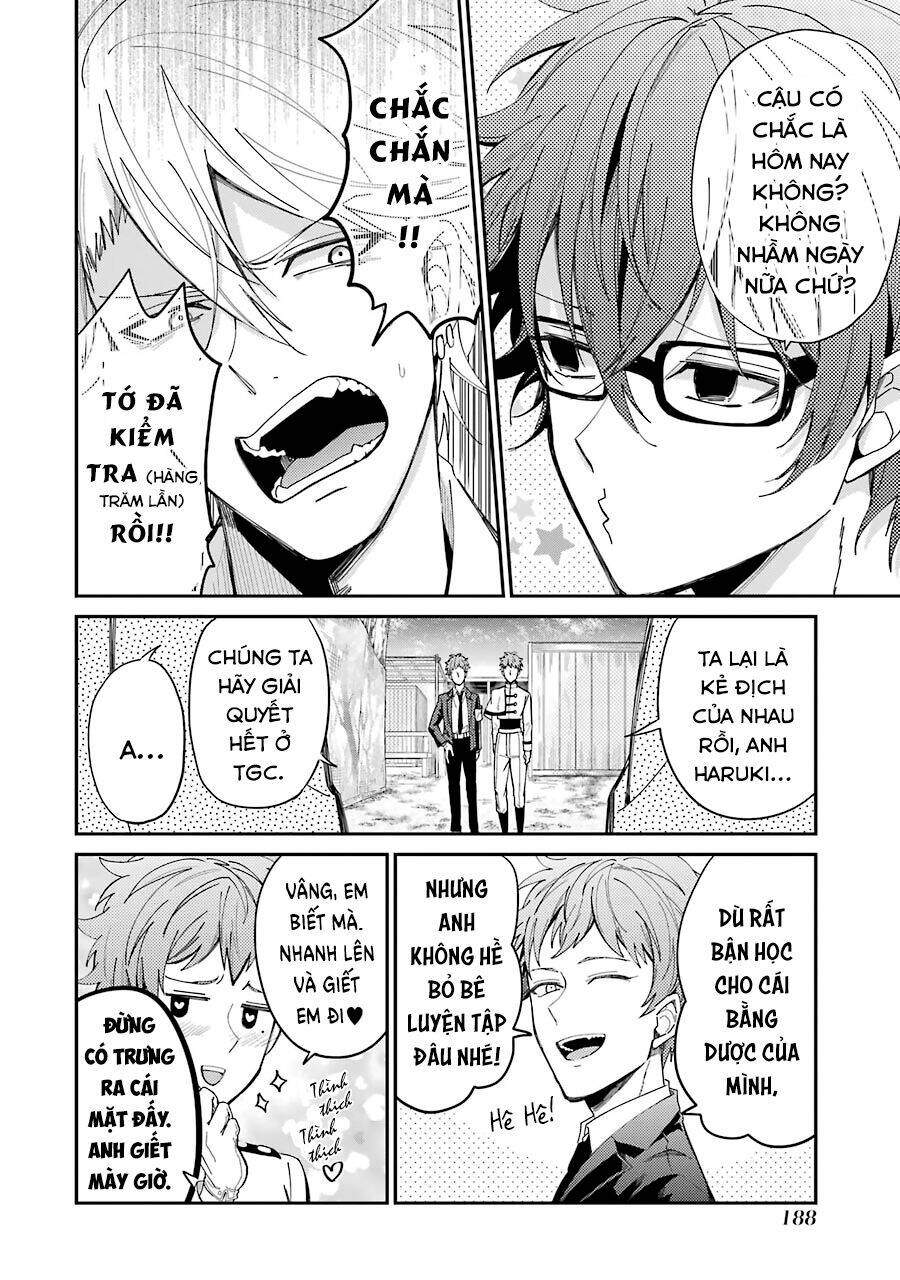 CẬU CÓ
CHẮC LÀ
HÔM NAY
KHÔNG?
KHÔNG
NHẦM NGÀY
NỮA CHỨ?
CHẮC
CHẮN
MÀ
!!
TỚ ĐÃ
KIỂM
TRA (HÀNG
TRĂM LẦN)
RỒI!!
TA LẠI LÀ
KẺ ĐỊCH
CỦA NHAU
RỒI, ANH
HARUKI...
CHÚNG TA
HÃY GIẢI
QUYẾT
HẾT Ở
TGC.
A...
DÙ RẤT
BẬN HỌC
CHO CÁI
BẰNG
DƯỢC CỦA
MÌNH,
NHƯNG
ANH
KHÔNG HỀ
BỎ BÊ
LUYỆN TẬP
ĐÂU NHÉ!
HÊ HÊ!
VÂNG, EM
BIẾT MÀ.
NHANH LÊN
VÀ GIẾT
EM ĐI♥
Thình
thịch
Thình
thịch
ĐỪNG
CÓ TRƯNG
RA CÁI
MẶT ĐẤY.
ANH GIẾT
MÀY GIỜ.
188